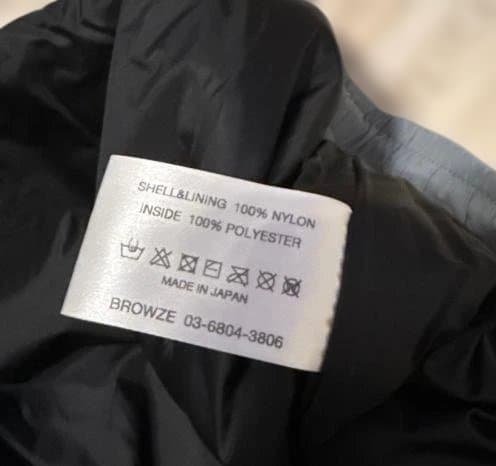 SHELL&LINING 100% NYLON
INSIDE 100% POLYESTER
MADE IN JAPAN
BROWZE 03-6804-3806